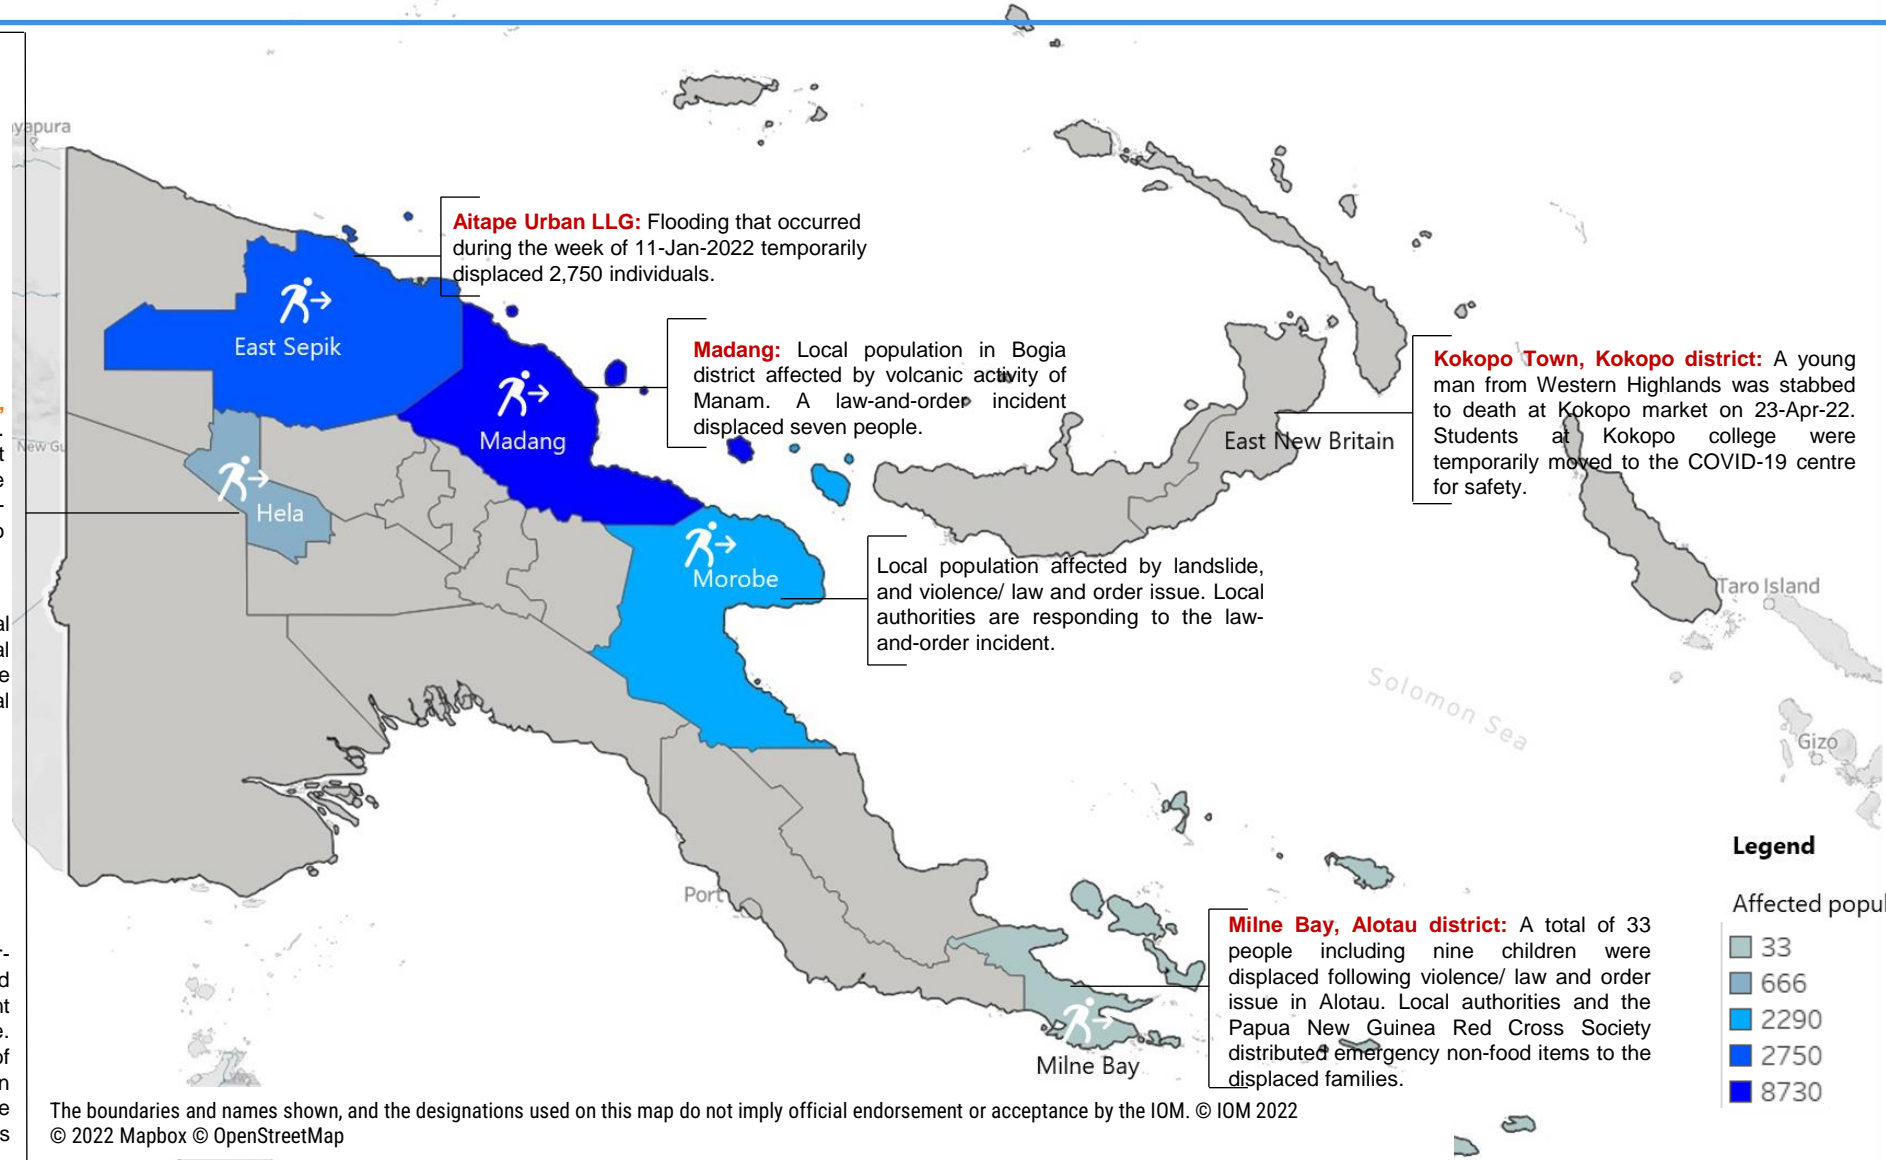 yapura
Aitape Urban LLG: Flooding that occurred
during the week of 11-Jan-2022 temporarily
displaced 2,750 individuals.
East Sepik
Madang: Local population in Bogia
district affected by volcanic activity of
Manam. A law-and-order incident
displaced seven people.
Madang
Kokopo Town, Kokopo district: A young
man from Western Highlands was stabbed
to death at Kokopo market on 23-Apr-22.
Students at Kokopo college were
temporarily moved to the COVID-19 centre
for safety.
East New Britain
New Gu
Hela
Morobe
Local population affected by landslide,
and violence/ law and order issue. Local
authorities are responding to the law-
and-order incident.
Taro Island
Solomon Sea
Gizo
Port
Milne Bay, Alotau district: A total of 33
people including nine children were
displaced following violence/ law and order
issue in Alotau. Local authorities and the
Papua New Guinea Red Cross Society
distributed emergency non-food items to the
displaced families.
Milne Bay
Legend
Affected popul
33
666
2290
2750
8730
The boundaries and names shown, and the designations used on this map do not imply official endorsement or acceptance by the IOM. © IOM 2022
© 2022 Mapbox © OpenStreetMap